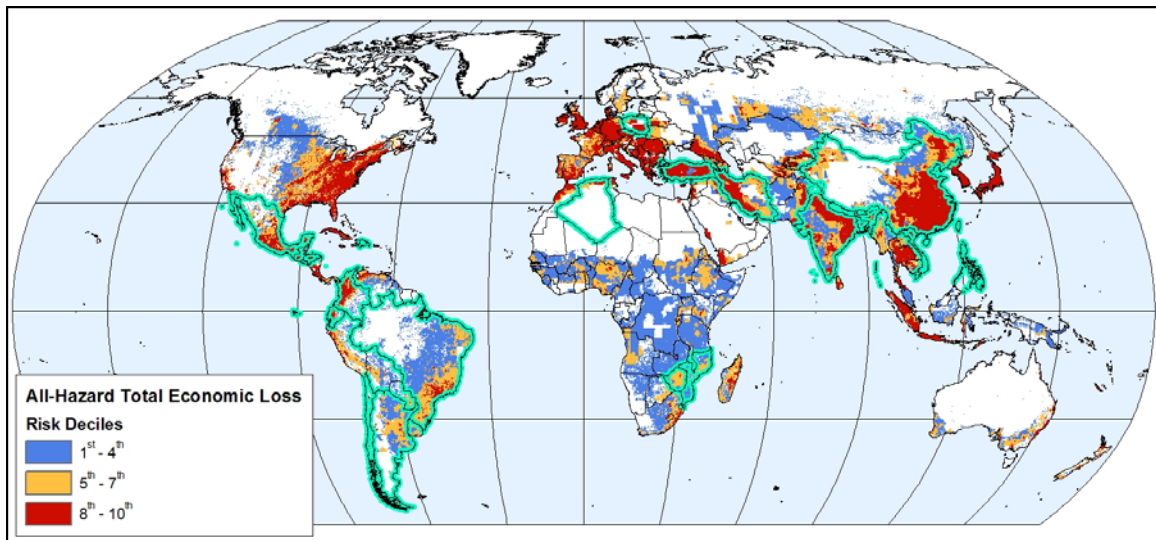 All-Hazard Total Economic Loss
Risk Deciles
1st - 4th
5th - 7th
8th - 10th